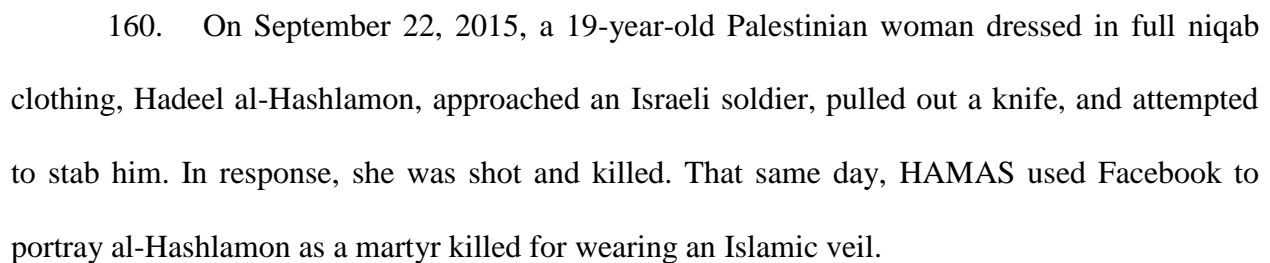 160. On September 22, 2015, a 19-year-old Palestinian woman dressed in full niqab
clothing, Hadeel al-Hashlamon, approached an Israeli soldier, pulled out a knife, and attempted
to stab him. In response, she was shot and killed. That same day, HAMAS used Facebook to
portray al-Hashlamon as a martyr killed for wearing an Islamic veil.